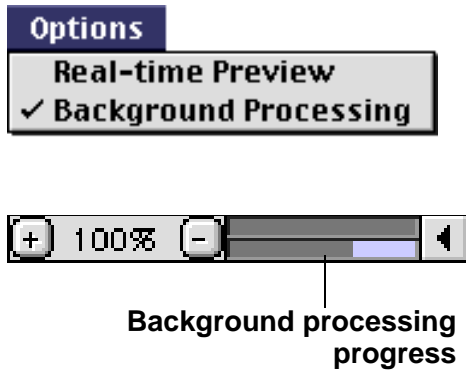 Options
Real-time Preview
✓ Background Processing
+ 100% -
Background processing
progress